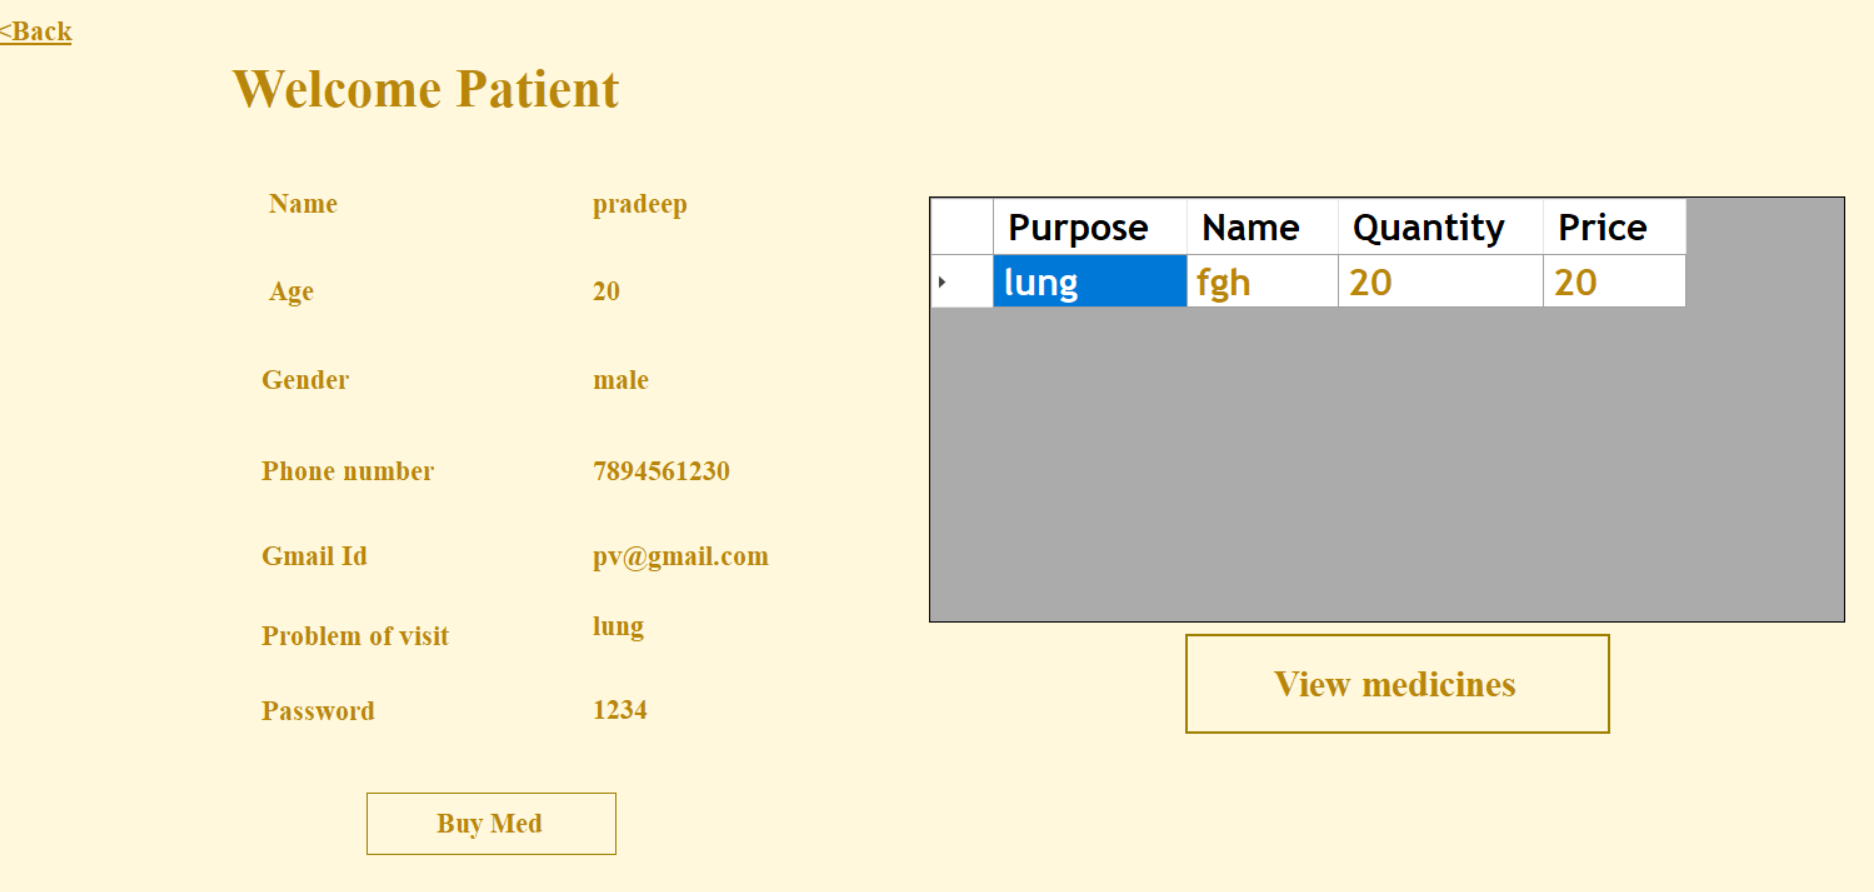 <Back
Welcome Patient
Name pradeep
Age 20
Gender male
Phone number 7894561230
Gmail Id pv@gmail.com
Problem of visit lung
Password 1234
Buy Med
Purpose Name Quantity Price
lung fgh 20 20
View medicines